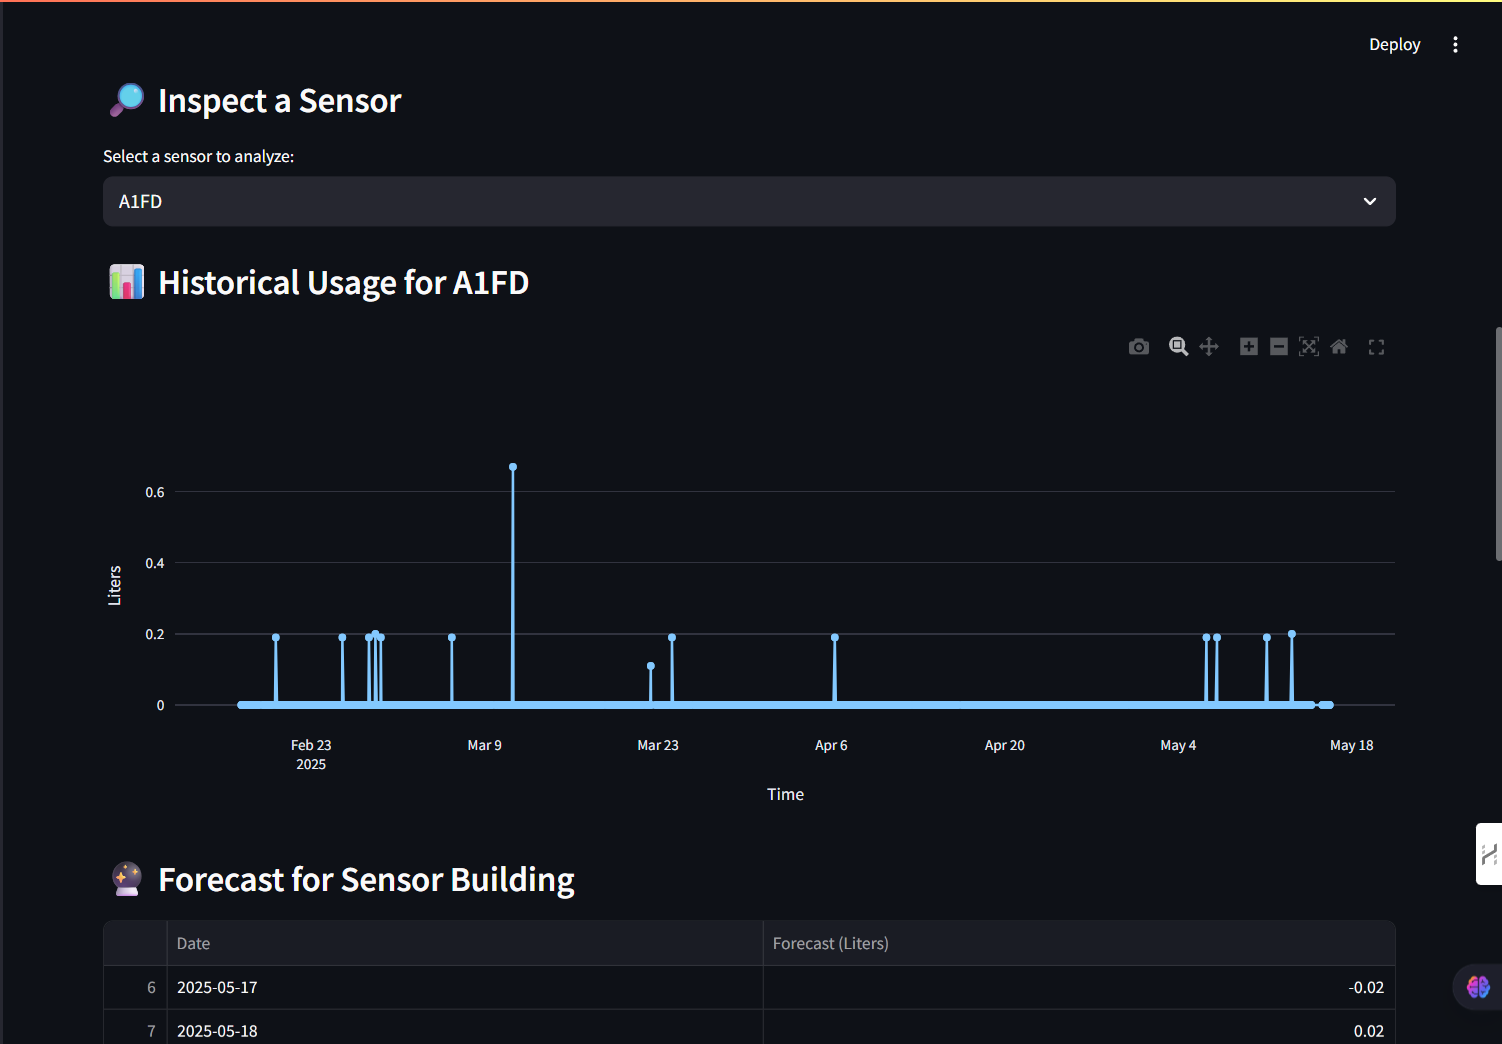 Deploy
Inspect a Sensor
Select a sensor to analyze:
A1FD
Historical Usage for A1FD
0.6
0.4
0.2
0
Liters
Feb 23
2025
Mar 9
Mar 23
Apr 6
Apr 20
May 4
May 18
Time
Forecast for Sensor Building
Date Forecast (Liters)
6 2025-05-17 -0.02
7 2025-05-18 0.02